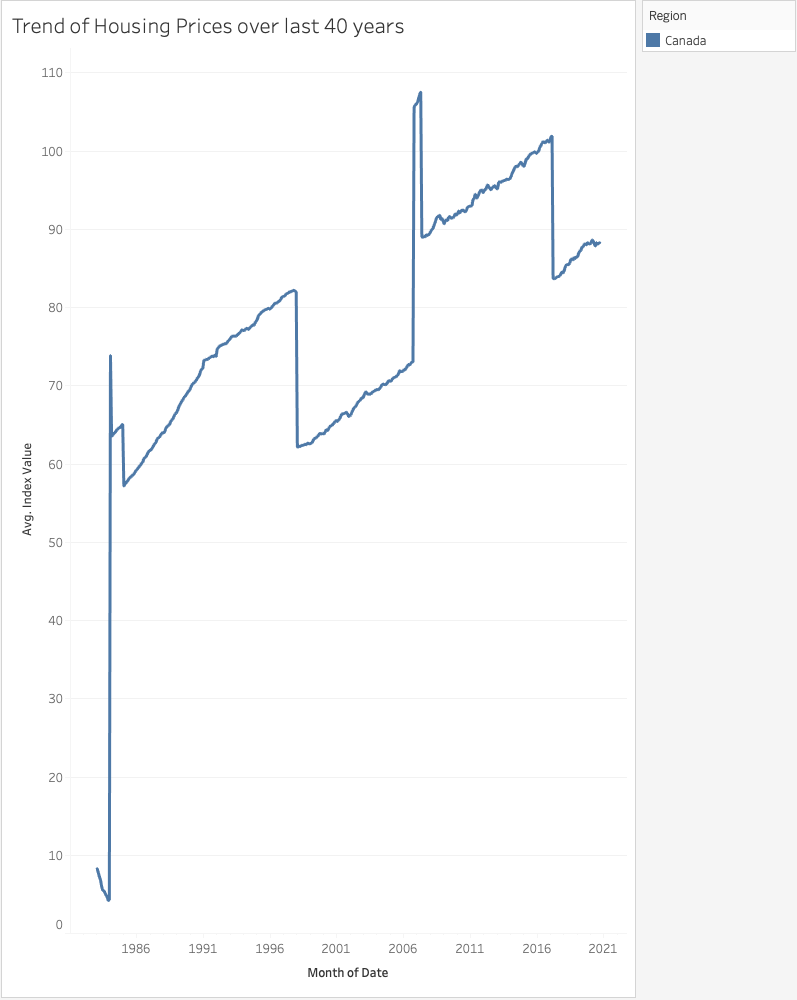 Trend of Housing Prices over last 40 years
Region
Canada
110
100
90
80
70
60
50
40
30
20
10
0
Avg. Index Value
1986 1991 1996 2001 2006 2011 2016 2021
Month of Date